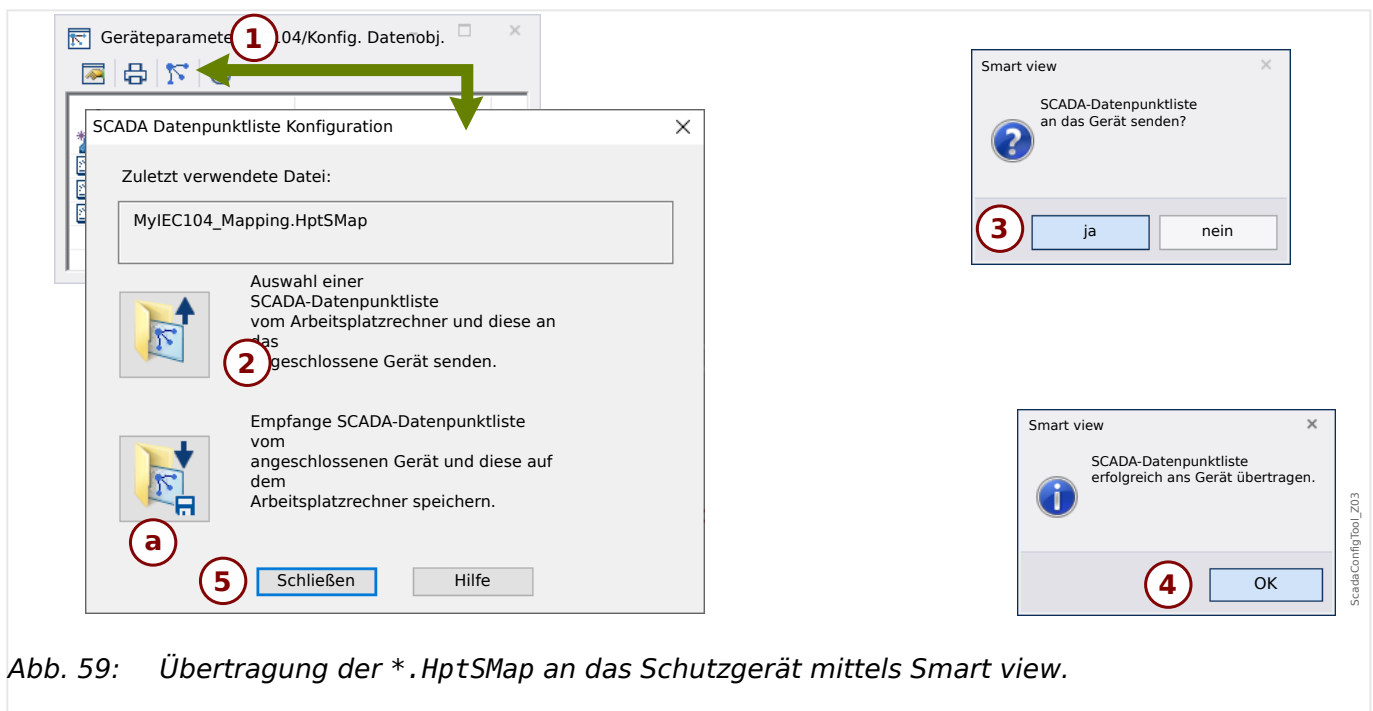 Geräteparamete 1 04/Konfig. Datenobj.
SCADA Datenpunktliste Konfiguration
Zuletzt verwendete Datei:
MyIEC104_Mapping.HptSMap
Auswahl einer
SCADA-Datenpunktliste
vom Arbeitsplatzrechner und diese an
das
2 geschlossene Gerät senden.
Empfange SCADA-Datenpunktliste
vom
angeschlossenen Gerät und diese auf
dem
Arbeitsplatzrechner speichern.
a
5 Schließen Hilfe
Smart view
SCADA-Datenpunktliste
an das Gerät senden?
3 ja nein
Smart view
SCADA-Datenpunktliste
erfolgreich ans Gerät übertragen.
4 OK
ScadaConfigTool_Z03
Abb. 59: Übertragung der *.HptSMap an das Schutzgerät mittels Smart view.